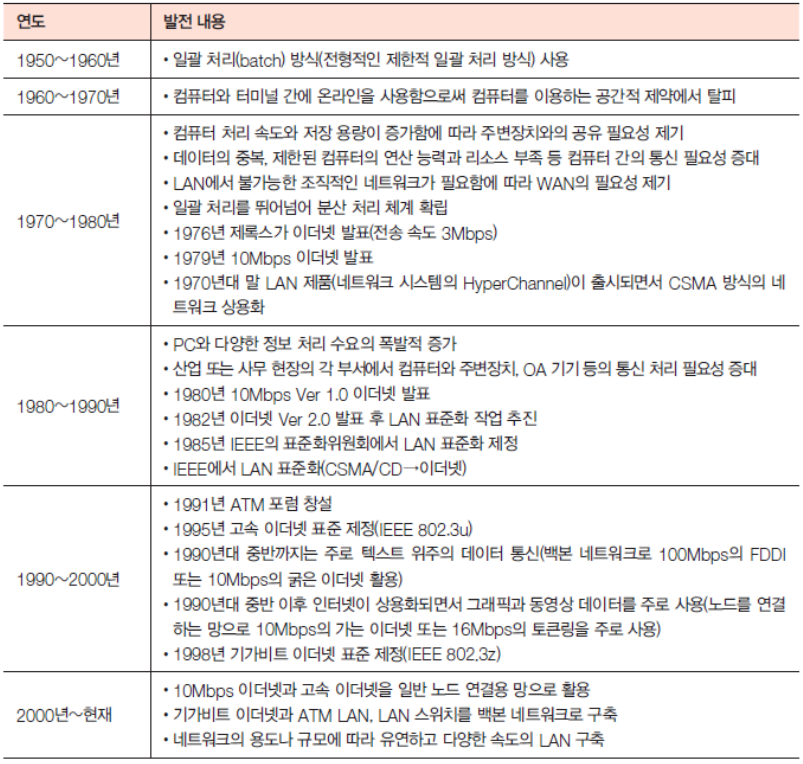 연도
발전 내용
1950~1960년
• 일괄 처리(batch) 방식(전형적인 제한적 일괄 처리 방식) 사용
1960~1970년
• 컴퓨터와 터미널 간에 온라인을 사용함으로써 컴퓨터를 이용하는 공간적 제약에서 탈피
1970~1980년
• 컴퓨터 처리 속도와 저장 용량이 증가함에 따라 주변장치와의 공유 필요성 제기
• 데이터의 중복, 제한된 컴퓨터의 연산 능력과 리소스 부족 등 컴퓨터 간의 통신 필요성 증대
• LAN에서 불가능한 조직적인 네트워크가 필요함에 따라 WAN의 필요성 제기
• 일괄 처리를 뛰어넘어 분산 처리 체계 확립
• 1976년 제록스가 이더넷 발표(전송 속도 3Mbps)
• 1979년 10Mbps 이더넷 발표
• 1970년대 말 LAN 제품(네트워크 시스템의 HyperChannel)이 출시되면서 CSMA 방식의 네
트워크 상용화
1980~1990년
• PC와 다양한 정보 처리 수요의 폭발적 증가
• 산업 또는 사무 현장의 각 부서에서 컴퓨터와 주변장치, OA 기기 등의 통신 처리 필요성 증대
• 1980년 10Mbps Ver 1.0 이더넷 발표
• 1982년 이더넷 Ver 2.0 발표 후 LAN 표준화 작업 추진
• 1985년 IEEE의 표준화위원회에서 LAN 표준화 제정
• IEEE에서 LAN 표준화(CSMA/CD→이더넷)
1990~2000년
• 1991년 ATM 포럼 창설
• 1995년 고속 이더넷 표준 제정(IEEE 802.3u)
• 1990년대 중반까지는 주로 텍스트 위주의 데이터 통신(백본 네트워크로 100Mbps의 FDDI
또는 10Mbps의 굵은 이더넷 활용)
• 1990년대 중반 이후 인터넷이 상용화되면서 그래픽과 동영상 데이터를 주로 사용(노드를 연결
하는 망으로 10Mbps의 가는 이더넷 또는 16Mbps의 토큰링을 주로 사용)
• 1998년 기가비트 이더넷 표준 제정(IEEE 802.3z)
2000년~현재
• 10Mbps 이더넷과 고속 이더넷을 일반 노드 연결용 망으로 활용
• 기가비트 이더넷과 ATM LAN, LAN 스위치를 백본 네트워크로 구축
• 네트워크의 용도나 규모에 따라 유연하고 다양한 속도의 LAN 구축